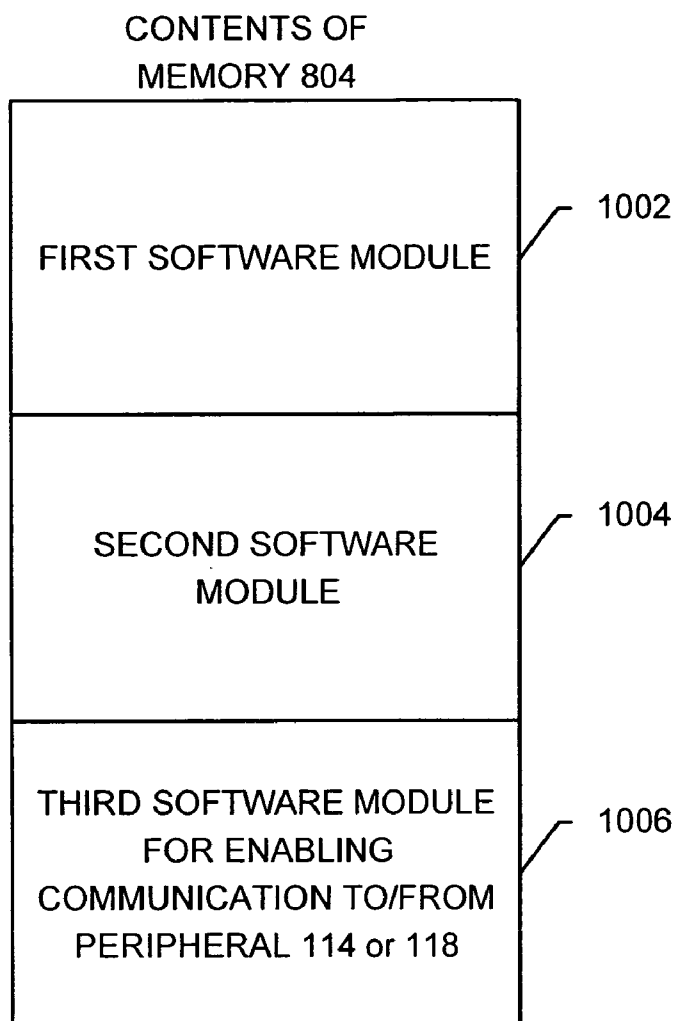 CONTENTS OF
MEMORY 804
FIRST SOFTWARE MODULE
1002
SECOND SOFTWARE
MODULE
1004
THIRD SOFTWARE MODULE
FOR ENABLING
COMMUNICATION TO/FROM
PERIPHERAL 114 or 118
1006